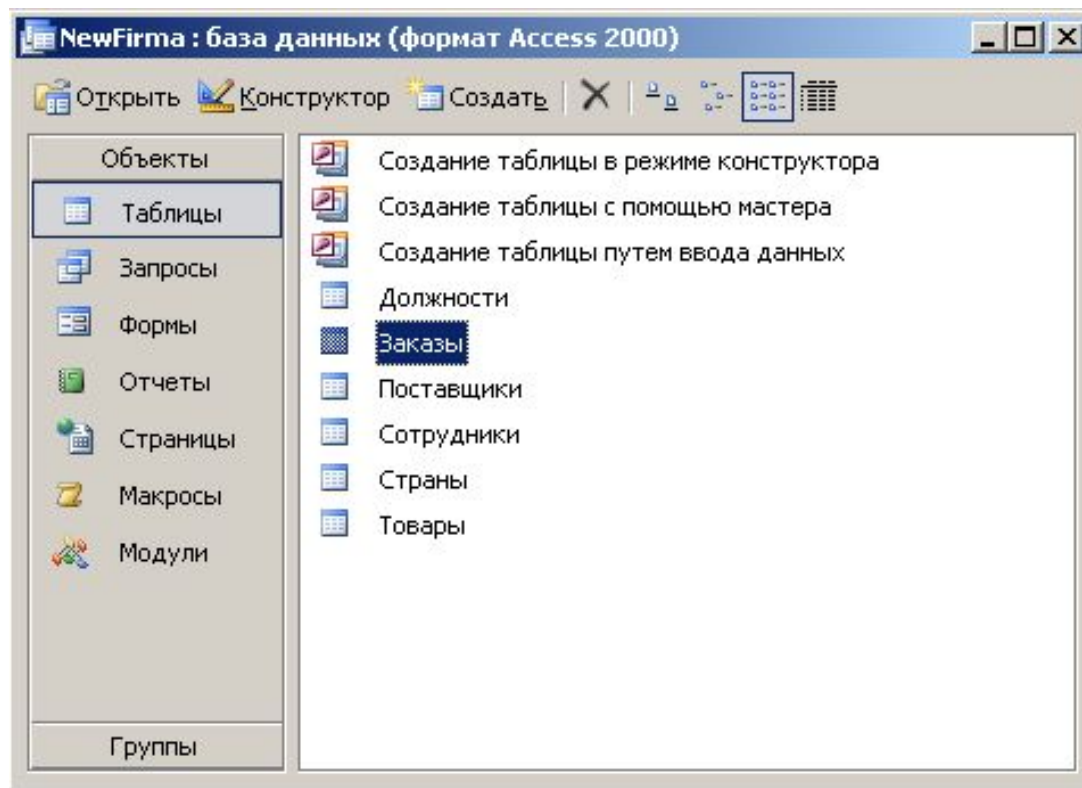 NewFirma : база данных (формат Access 2000)
Открыть Конструктор Создать
Объекты
Таблицы
Запросы
Формы
Отчеты
Страницы
Макросы
Модули
Группы
Создание таблицы в режиме конструктора
Создание таблицы с помощью мастера
Создание таблицы путем ввода данных
Должности
Заказы
Поставщики
Сотрудники
Страны
Товары